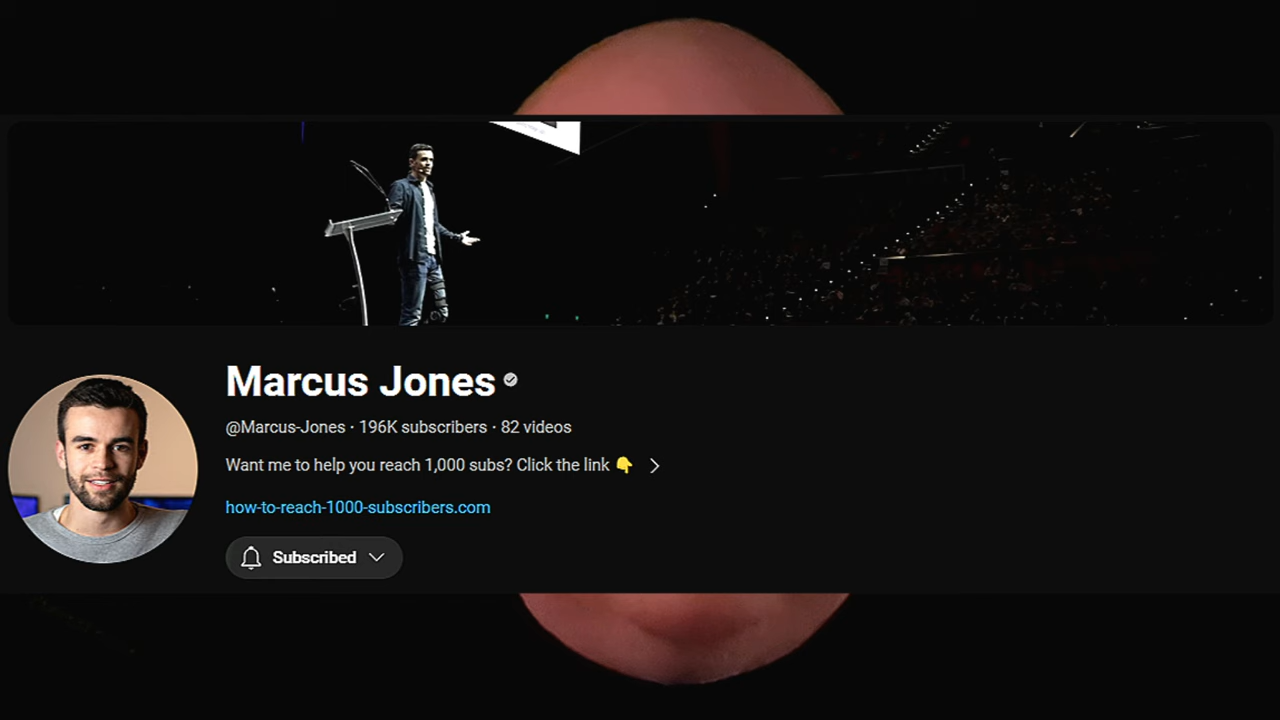 Marcus Jones
@Marcus-Jones · 196K subscribers · 82 videos
Want me to help you reach 1,000 subs? Click the link 👇
how-to-reach-1000-subscribers.com
Subscribed